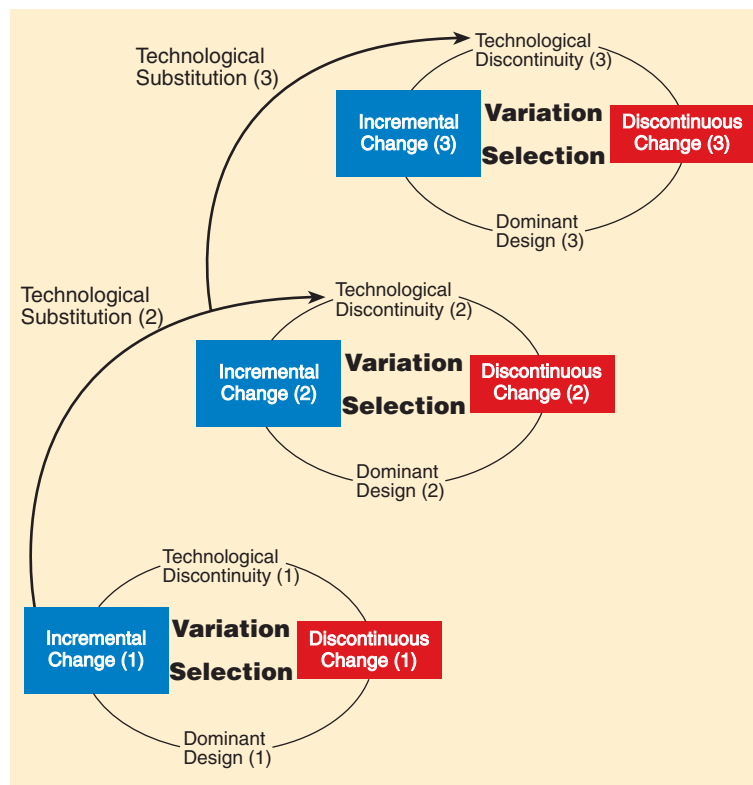 Technological
Discontinuity (3)
Technological
Substitution (3)
Incremental
Change (3)
Variation
Selection
Discontinuous
Change (3)
Dominant
Design (3)
Technological
Substitution (2)
Technological
Discontinuity (2)
Incremental
Change (2)
Variation
Selection
Discontinuous
Change (2)
Dominant
Design (2)
Technological
Discontinuity (1)
Incremental
Change (1)
Variation
Selection
Discontinuous
Change (1)
Dominant
Design (1)